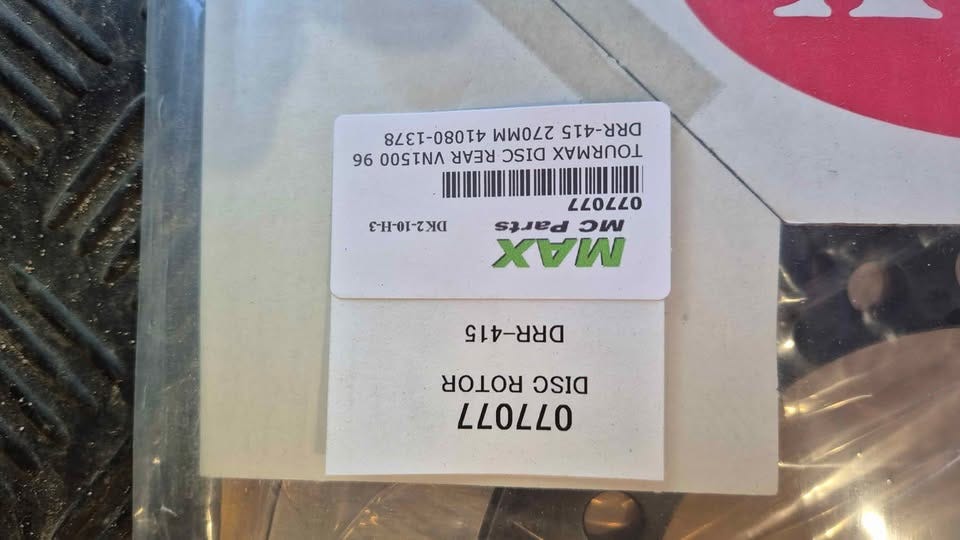 077077
DISC ROTOR
DRR-415
MAX
MC Parts
DK2-10-H-3
077077
TOURMAX DISC REAR VN1500 96
DRR-415 270MM 41080-1378